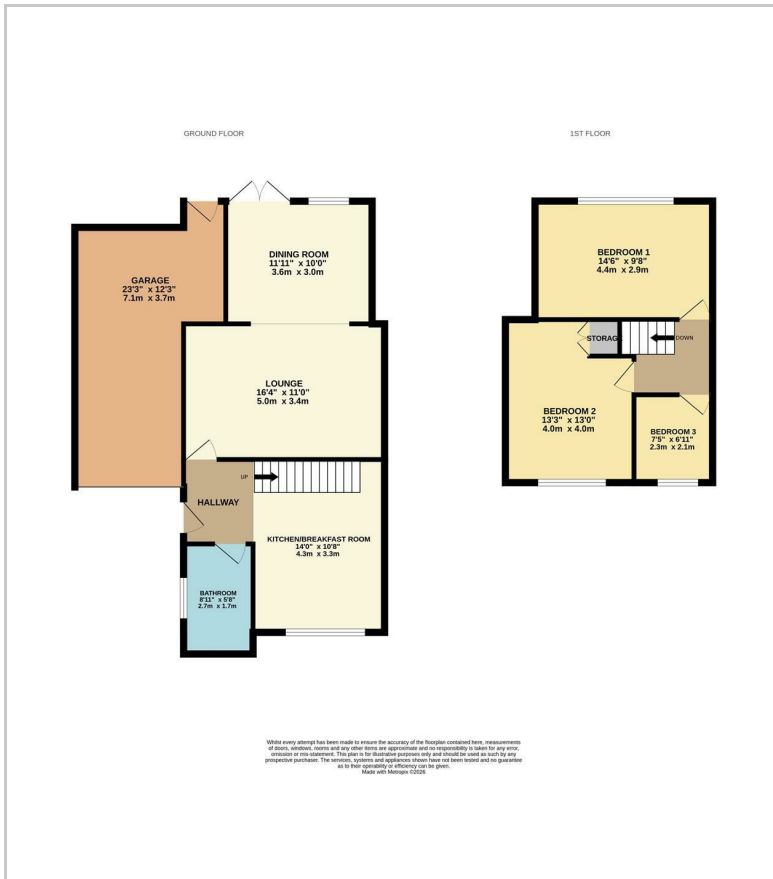 GROUND FLOOR
1ST FLOOR
DINING ROOM
11'11" x 10'0"
3.6m x 3.0m
GARAGE
23'3" x 12'3"
7.1m x 3.7m
LOUNGE
16'4" x 11'0"
5.0m x 3.4m
UP
HALLWAY
KITCHEN/BREAKFAST ROOM
14'0" x 10'8"
4.3m x 3.3m
BATHROOM
8'11" x 5'8"
2.7m x 1.7m
BEDROOM 1
14'6" x 9'8"
4.4m x 2.9m
STORAGE
DOWN
BEDROOM 2
13'3" x 13'0"
4.0m x 4.0m
BEDROOM 3
7'5" x 6'11"
2.3m x 2.1m
Whilst every attempt has been made to ensure the accuracy of the floorplan contained here, measurements
of doors, windows, rooms and any other items are approximate and no responsibility is taken for any error,
omission or mis-statement. This plan is for illustrative purposes only and should be used as such by any
prospective purchaser. The services, systems and appliances shown have not been tested and no guarantee
as to their operability or efficiency can be given.
Made with Metropix ©2026